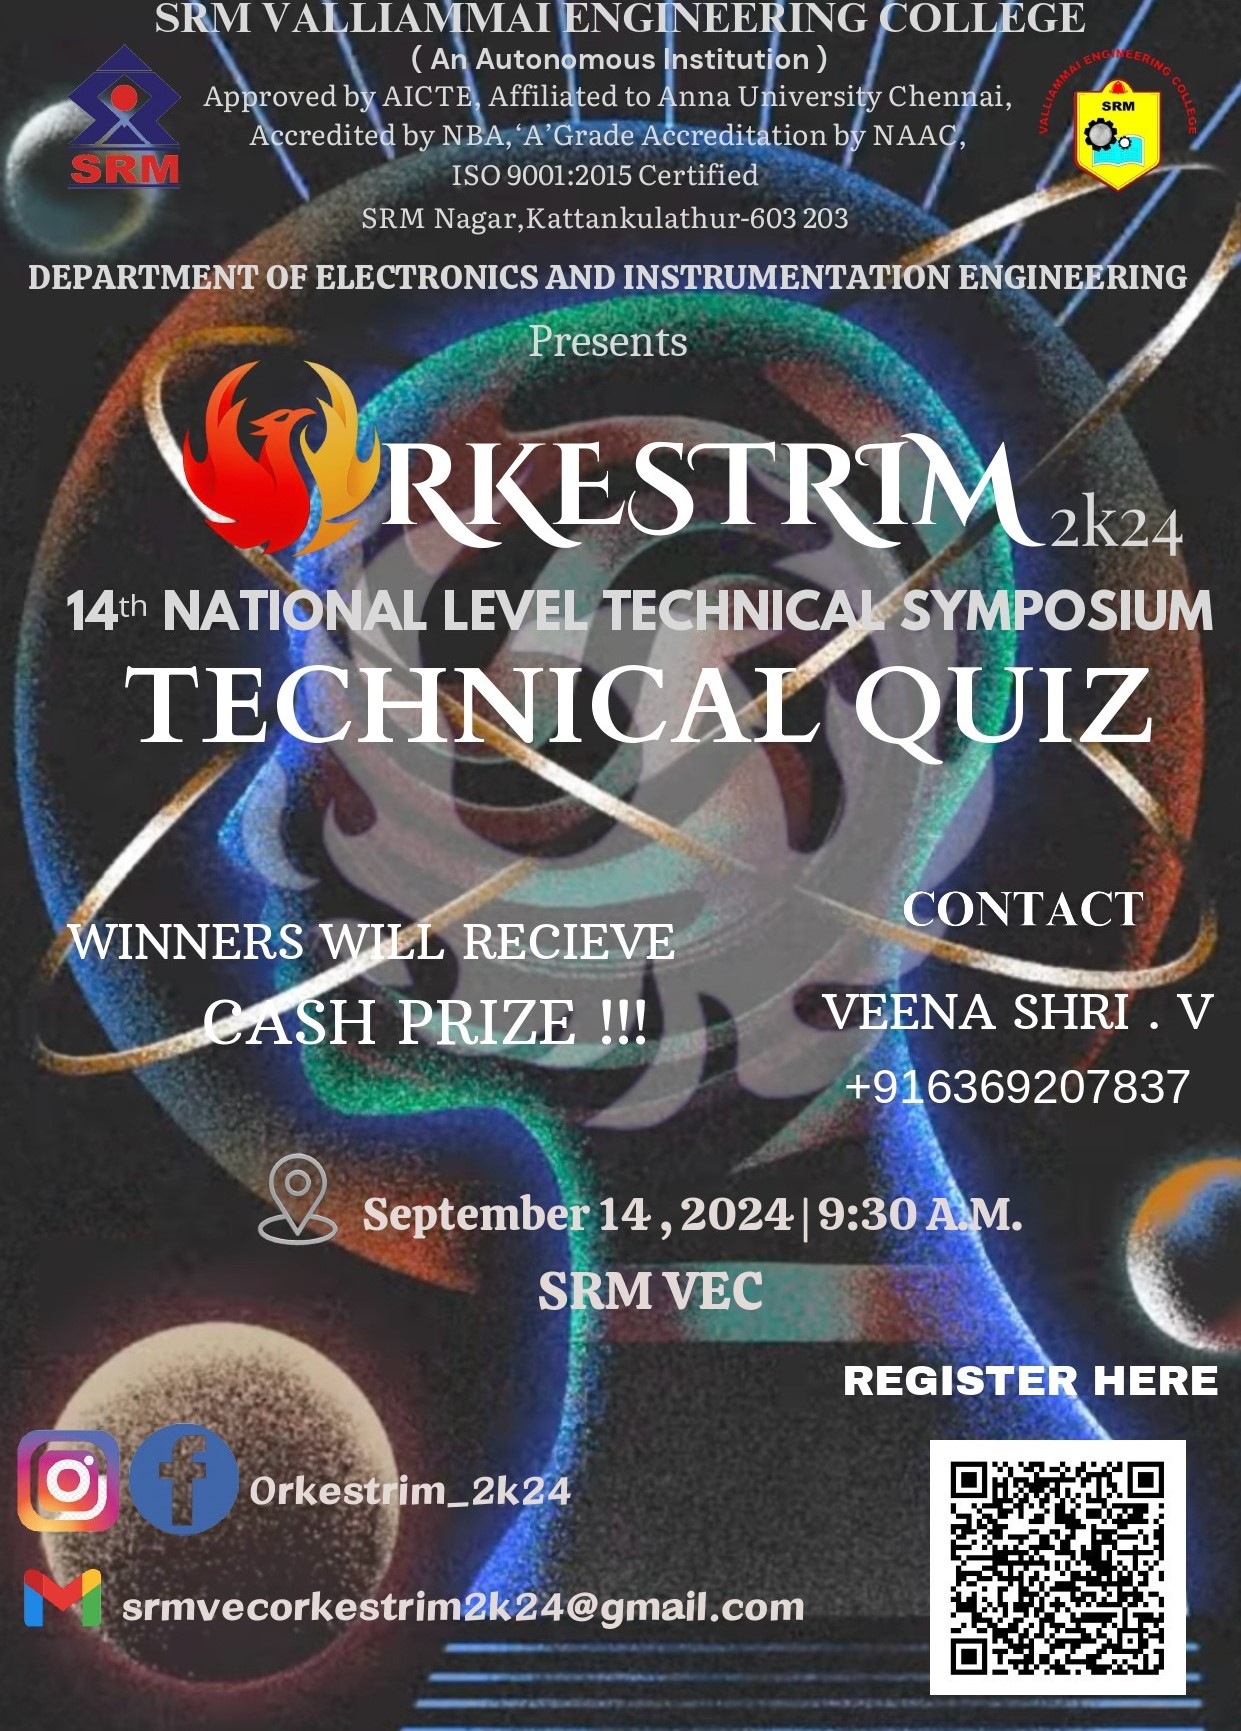 SRM VALLIAMMAI ENGINEERING COLLEGE
( An Autonomous Institution )
Approved by AICTE, Affiliated to Anna University Chennai,
Accredited by NBA, ‘A’Grade Accreditation by NAAC,
ISO 9001:2015 Certified
SRM Nagar,Kattankulathur-603 203
SRM
VALLIAMMAI ENGINEERING COLLEGE
SRM
DEPARTMENT OF ELECTRONICS AND INSTRUMENTATION ENGINEERING
Presents
RKESTRIM 2k24
14th NATIONAL LEVEL TECHNICAL SYMPOSIUM
TECHNICAL QUIZ
WINNERS WILL RECIEVE
CASH PRIZE !!!
CONTACT
VEENA SHRI . V
+916369207837
September 14 , 2024|9:30 A.M.
SRM VEC
REGISTER HERE
Orkestrim_2k24
srmvecorkestrim2k24@gmail.com